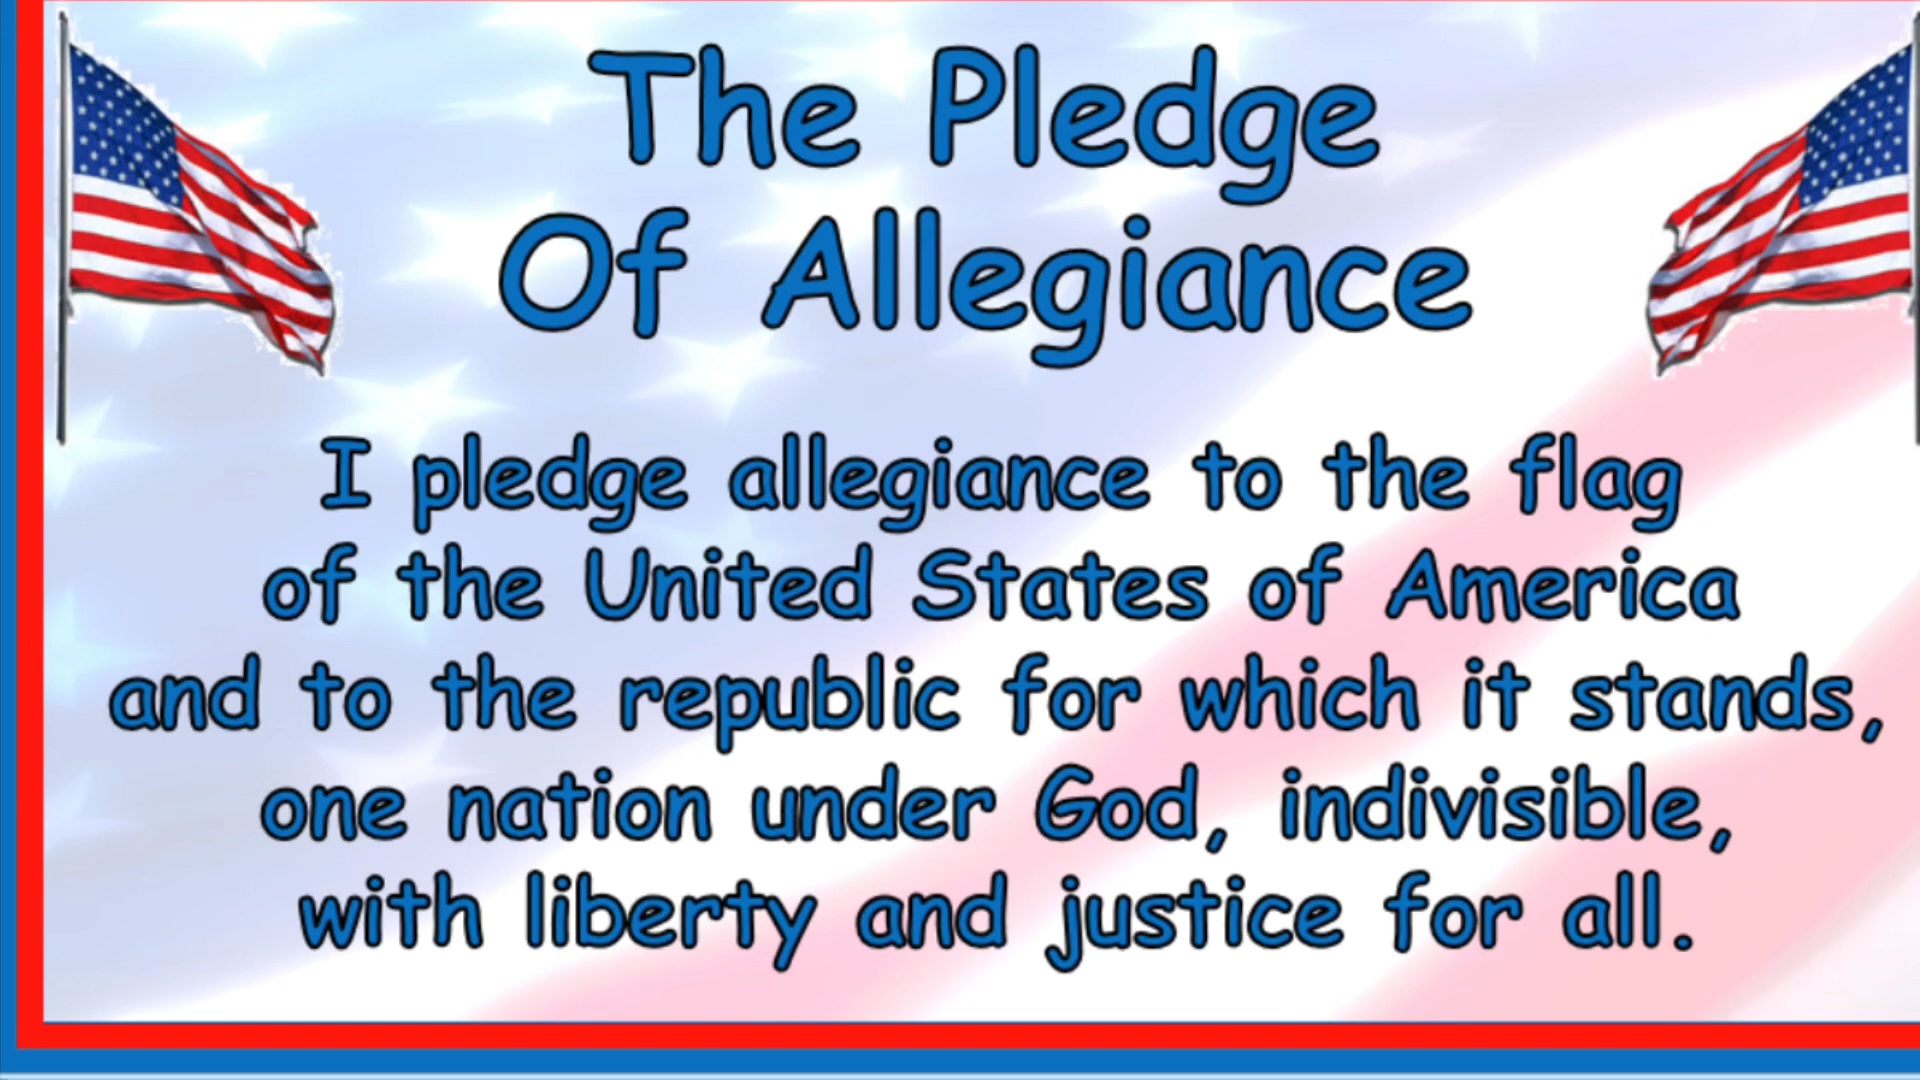 The Pledge
Of Allegiance
I pledge allegiance to the flag
of the United States of America
and to the republic for which it stands,
one nation under God, indivisible,
with liberty and justice for all.